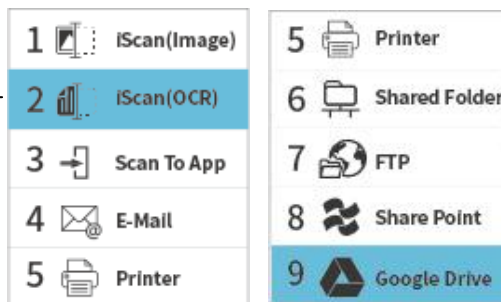 1 iScan(Image)
2 iScan(OCR)
3 Scan To App
4 E-Mail
5 Printer
5 Printer
6 Shared Folder
7 FTP
8 Share Point
9 Google Drive